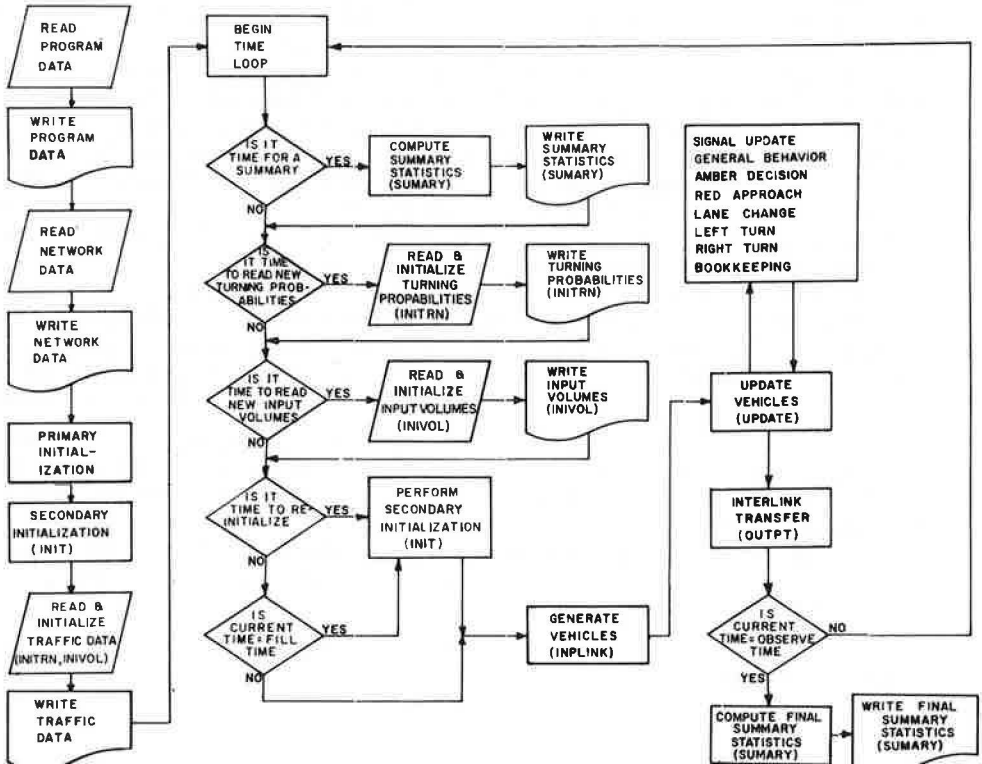 READ
PROGRAM
DATA
WRITE
PROGRAM
DATA
READ
NETWORK
DATA
WRITE
NETWORK
DATA
PRIMARY
INITIAL-
IZATION
SECONDARY
INITIALIZATION
(INIT)
READ &
INITIALIZE
TRAFFIC DATA
(INITRN, INIVOL)
WRITE
TRAFFIC
DATA
BEGIN
TIME
LOOP
IS IT
TIME FOR A
SUMMARY
YES
NO
COMPUTE
SUMMARY
STATISTICS
(SUMARY)
WRITE
SUMMARY
STATISTICS
(SUMARY)
IS
IT TIME
TO READ NEW
TURNING PROB-
ABILITIES
YES
NO
READ &
INITIALIZE
TURNING
PROPABILITIES
(INITRN)
WRITE
TURNING
PROBABILITIES
(INITRN)
IS IT
TIME TO READ
NEW INPUT
VOLUMES
YES
NO
READ &
INITIALIZE
INPUT VOLUMES
(INIVOL)
WRITE
INPUT
VOLUMES
(INIVOL)
IS IT
TIME TO RE-
INITIALIZE
YES
NO
PERFORM
SECONDARY
INITIALIZATION
(INIT)
IS
CURRENT
TIME = FILL
TIME
YES
NO
GENERATE
VEHICLES
(INPLINK)
SIGNAL UPDATE
GENERAL BEHAVIOR
AMBER DECISION
RED APPROACH
LANE CHANGE
LEFT TURN
RIGHT TURN
BOOKKEEPING
UPDATE
VEHICLES
(UPDATE)
INTERLINK
TRANSFER
(OUTPT)
IS
CURRENT
TIME = OBSERVE
TIME
NO
YES
COMPUTE FINAL
SUMMARY
STATISTICS
(SUMARY)
WRITE FINAL
SUMMARY
STATISTICS
(SUMARY)